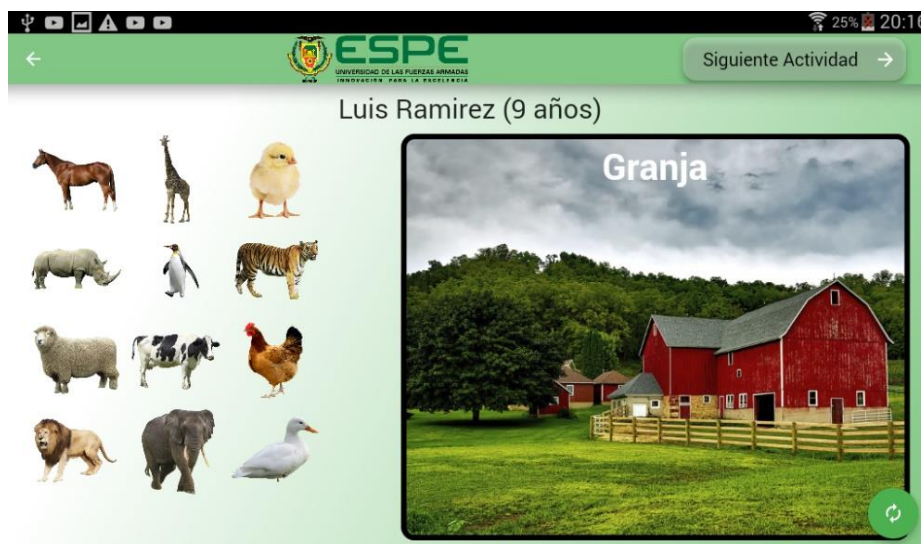 25% 20:16
ESPE
UNIVERSIDAD DE LAS FUERZAS ARMADAS
INNOVACIÓN PARA LA EXCELENCIA
Siguiente Actividad
Luis Ramirez (9 años)
Granja